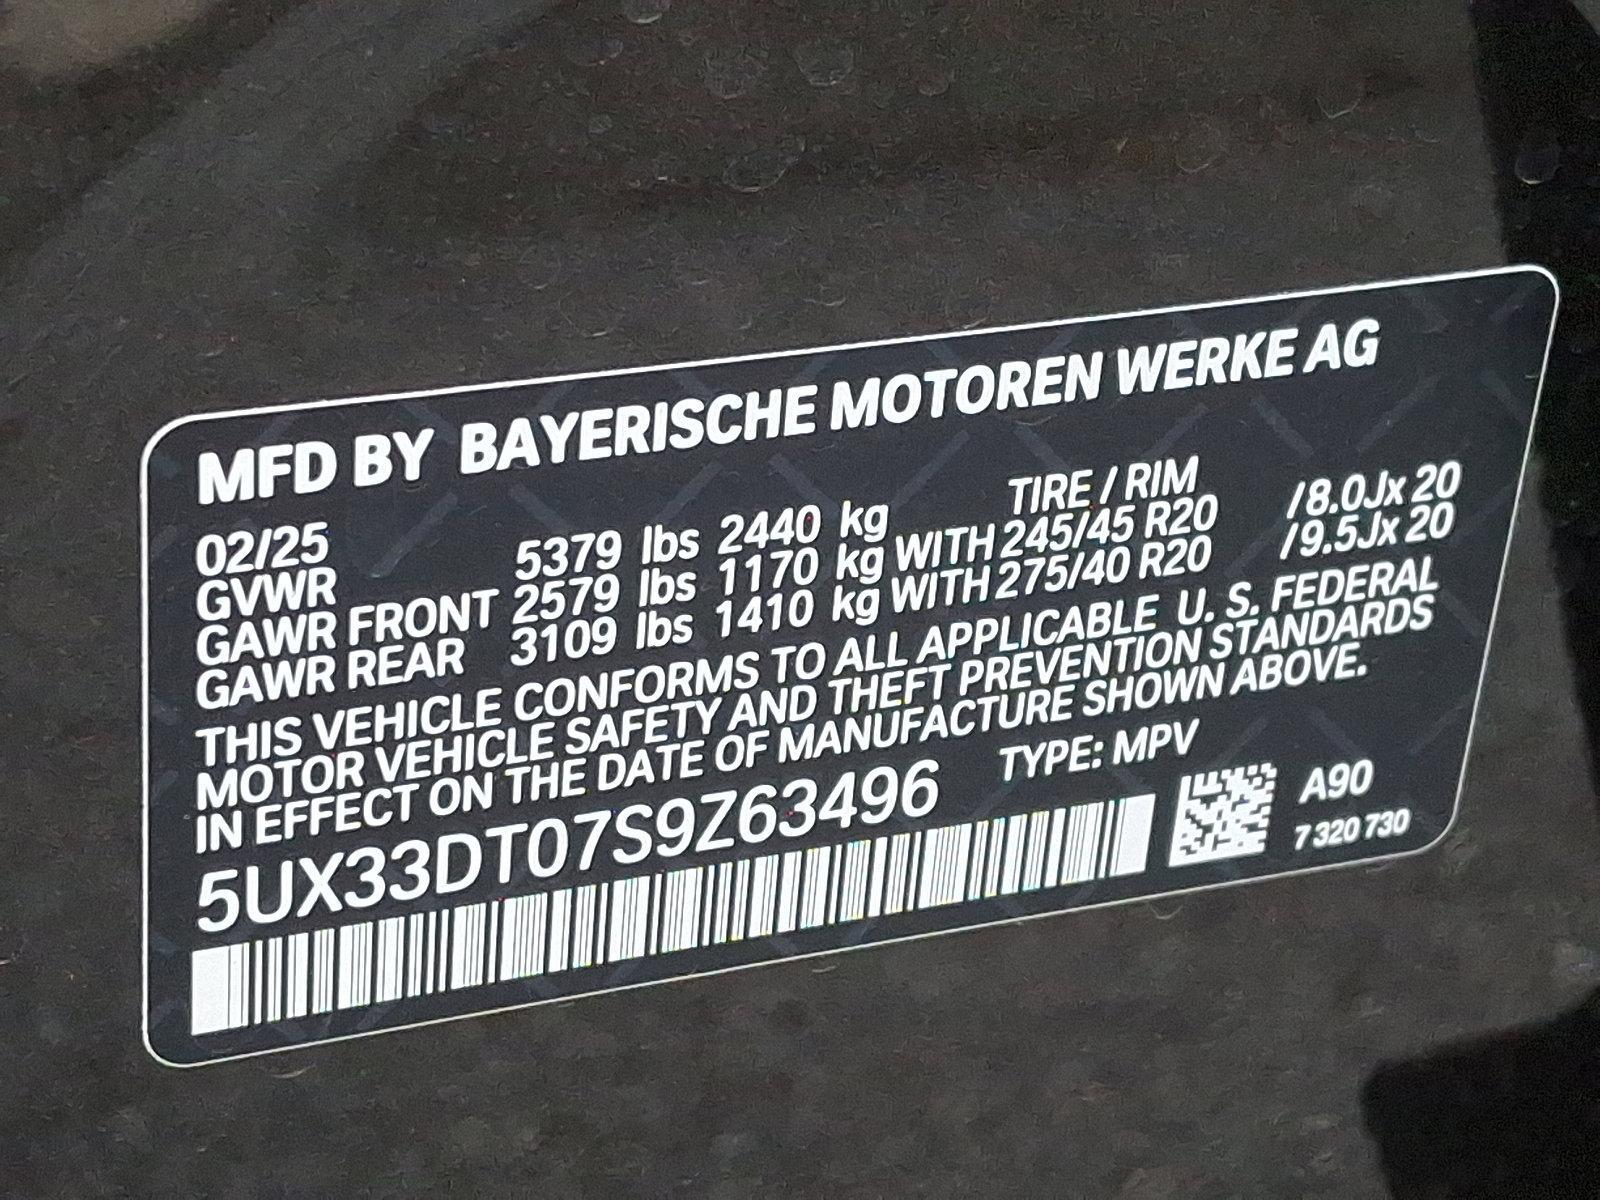 MFD BY BAYERISCHE MOTOREN WERKE AG
02/25 TIRE / RIM
GVWR 5379 lbs 2440 kg
GAWR FRONT 2579 lbs 1170 kg WITH 245/45 R20 /8.0Jx 20
GAWR REAR 3109 lbs 1410 kg WITH 275/40 R20 /9.5Jx 20
THIS VEHICLE CONFORMS TO ALL APPLICABLE U. S. FEDERAL
MOTOR VEHICLE SAFETY AND THEFT PREVENTION STANDARDS
IN EFFECT ON THE DATE OF MANUFACTURE SHOWN ABOVE.
5UX33DT07S9Z63496 TYPE: MPV
A90
7 320 730